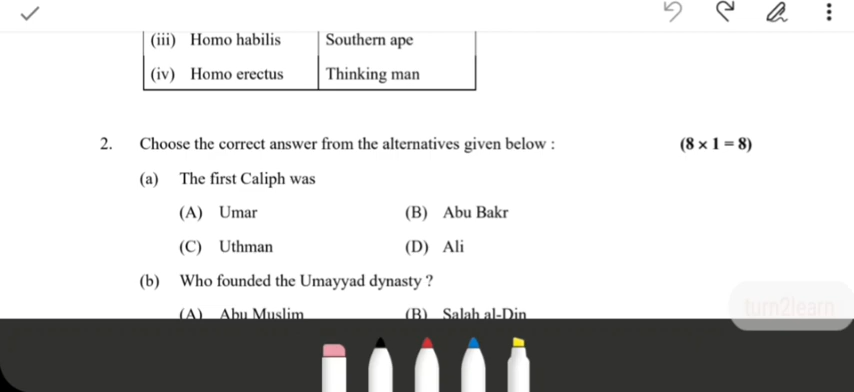 (iii) Homo habilis Southern ape
(iv) Homo erectus Thinking man
2. Choose the correct answer from the alternatives given below : (8 × 1 = 8)
(a) The first Caliph was
(A) Umar (B) Abu Bakr
(C) Uthman (D) Ali
(b) Who founded the Umayyad dynasty ?
(A) Abu Muslim (B) Salah al-Din
turn2learn